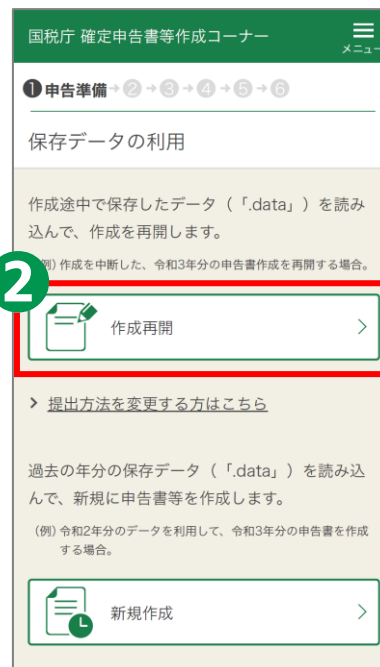 国税庁 確定申告書等作成コーナー
メニュー
❶申告準備→②→③→④→⑤→⑥
保存データの利用
作成途中で保存したデータ（「.data」）を読み
込んで、作成を再開します。
例) 作成を中断した、令和3年分の申告書作成を再開する場合。
2
作成再開
提出方法を変更する方はこちら
過去の年分の保存データ（「.data」）を読み込
んで、新規に申告書等を作成します。
(例) 令和2年分のデータを利用して、令和3年分の申告書を作成
する場合。
新規作成